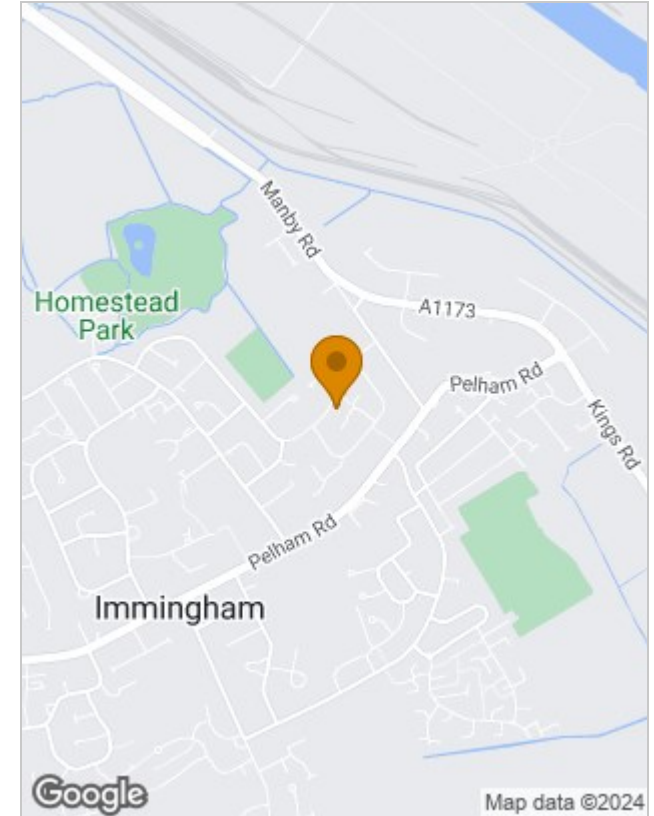 Manby Rd
Homestead
Park
A1173
Pelham Rd
Kings Rd
Pelham Rd
Immingham
Google
Map data ©2024